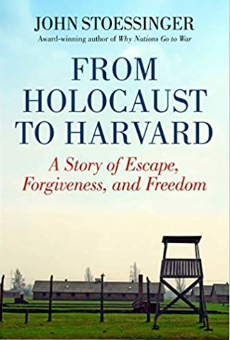 JOHN STOESSINGER
Award-winning author of Why Nations Go to War
FROM
HOLOCAUST
TO HARVARD
A Story of Escape,
Forgiveness, and Freedom